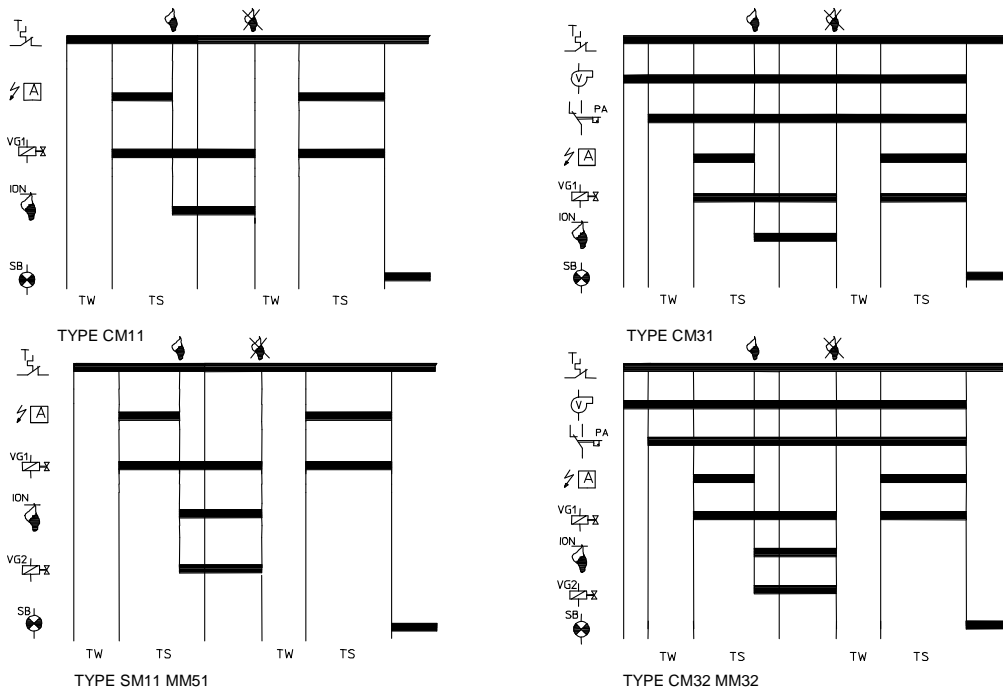 T
A
VG1
ION
SB
TW TS TW TS
TYPE CM11
T
V
PA
A
VG1
ION
SB
TW TS TW TS
TYPE CM31
T
A
VG1
ION
VG2
SB
TW TS TW TS
TYPE SM11 MM51
T
V
PA
A
VG1
ION
VG2
SB
TW TS TW TS
TYPE CM32 MM32